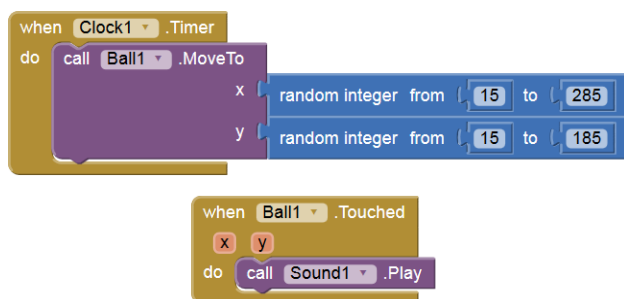 when Clock1 .Timer
do call Ball1 .MoveTo
x random integer from 15 to 285
y random integer from 15 to 185
when Ball1 .Touched
x y
do call Sound1 .Play